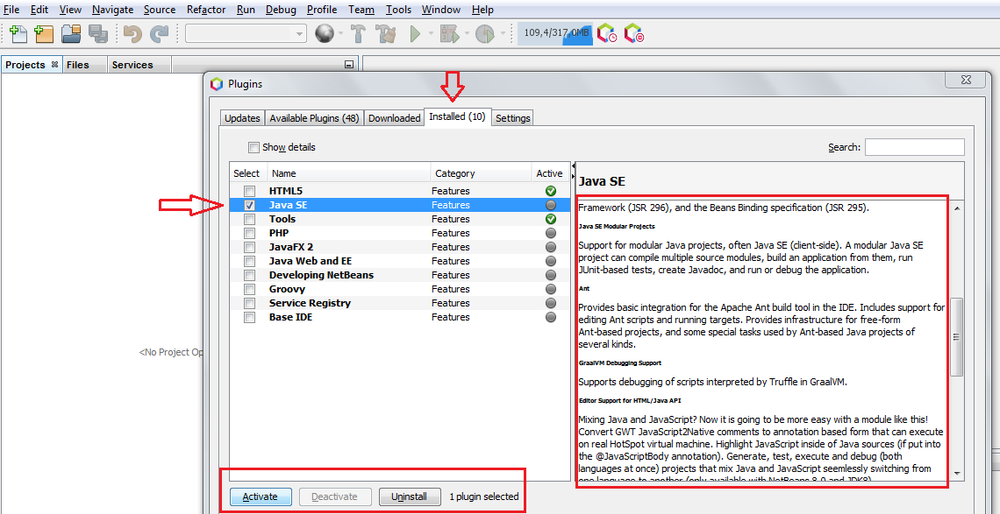 File Edit View Navigate Source Refactor Run Debug Profile Team Tools Window Help
109,4/317,0MB
Projects Files Services
Plugins
Updates Available Plugins (48) Downloaded Installed (10) Settings
Show details
Search:
Select Name Category Active
HTML5 Features
Java SE Features
Tools Features
PHP Features
JavaFX 2 Features
Java Web and EE Features
Developing NetBeans Features
Groovy Features
Service Registry Features
Base IDE Features
<No Project Op
Java SE
Framework (JSR 296), and the Beans Binding specification (JSR 295).
Java SE Modular Projects
Support for modular Java projects, often Java SE (client-side). A modular Java SE
project can compile multiple source modules, build an application from them, run
JUnit-based tests, create Javadoc, and run or debug the application.
Ant
Provides basic integration for the Apache Ant build tool in the IDE. Includes support for
editing Ant scripts and running targets. Provides infrastructure for free-form
Ant-based projects, and some special tasks used by Ant-based Java projects of
several kinds.
GraalVM Debugging Support
Supports debugging of scripts interpreted by Truffle in GraalVM.
Editor Support for HTML/Java API
Mixing Java and JavaScript? Now it is going to be more easy with a module like this!
Convert GWT JavaScript2Native comments to annotation based form that can execute
on real HotSpot virtual machine. Highlight JavaScript inside of Java sources (if put into
the @JavaScriptBody annotation). Generate, test, execute and debug (both
languages at once) projects that mix Java and JavaScript seemlessly switching from
one language to another (only available with NetBeans 8.0 and JDK8)
Activate Deactivate Uninstall 1 plugin selected